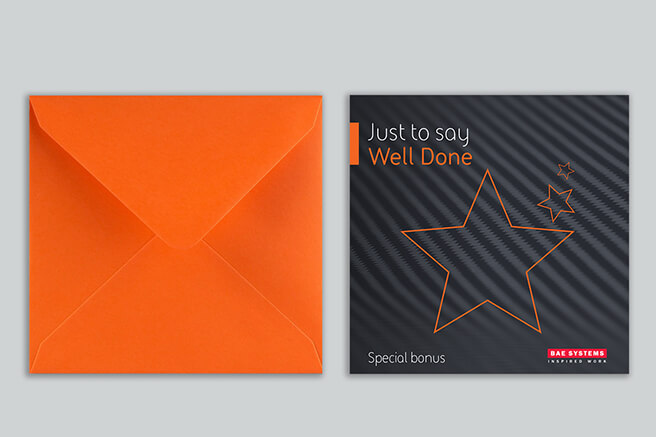 Just to say
Well Done
Special bonus
BAE SYSTEMS
INSPIRED WORK